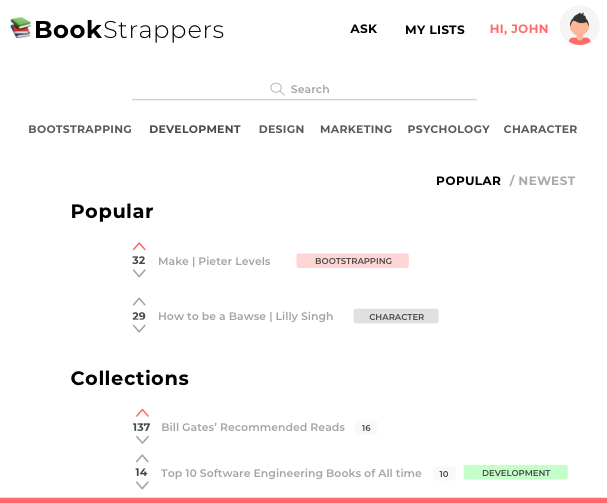 BookStrappers ASK MY LISTS HI, JOHN
Search
BOOTSTRAPPING DEVELOPMENT DESIGN MARKETING PSYCHOLOGY CHARACTER
POPULAR / NEWEST
Popular
32 Make | Pieter Levels BOOTSTRAPPING
29 How to be a Bawse | Lilly Singh CHARACTER
Collections
137 Bill Gates’ Recommended Reads 16
14 Top 10 Software Engineering Books of All time 10 DEVELOPMENT